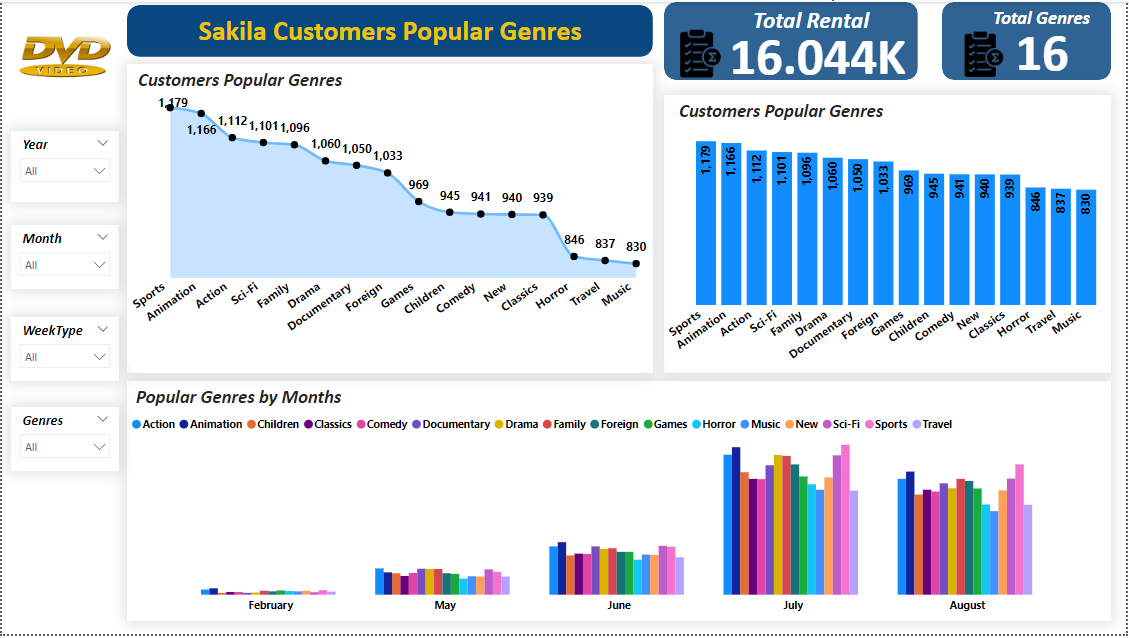 DVD
VIDEO
Sakila Customers Popular Genres
Total Rental
16.044K
Total Genres
16
Year
All
Month
All
WeekType
All
Genres
All
Customers Popular Genres
1,179
1,166
1,112
1,101
1,096
1,060
1,050
1,033
969
945
941
940
939
846
837
830
Sports
Animation
Action
Sci-Fi
Family
Drama
Documentary
Foreign
Games
Children
Comedy
New
Classics
Horror
Travel
Music
Customers Popular Genres
1,179
1,166
1,112
1,101
1,096
1,060
1,050
1,033
969
945
941
940
939
846
837
830
Sports
Animation
Action
Sci-Fi
Family
Drama
Documentary
Foreign
Games
Children
Comedy
New
Classics
Horror
Travel
Music
Popular Genres by Months
Action Animation Children Classics Comedy Documentary Drama Family Foreign Games Horror Music New Sci-Fi Sports Travel
February May June July August